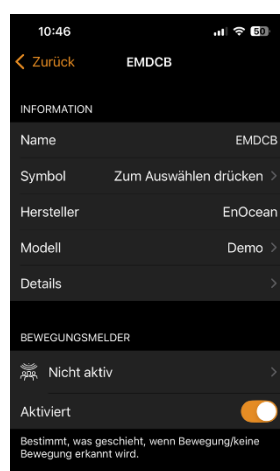 10:46
50
Zurück
EMDCB
INFORMATION
Name EMDCB
Symbol Zum Auswählen drücken
Hersteller EnOcean
Modell Demo
Details
BEWEGUNGSMELDER
Nicht aktiv
Aktiviert
Bestimmt, was geschieht, wenn Bewegung/keine
Bewegung erkannt wird.